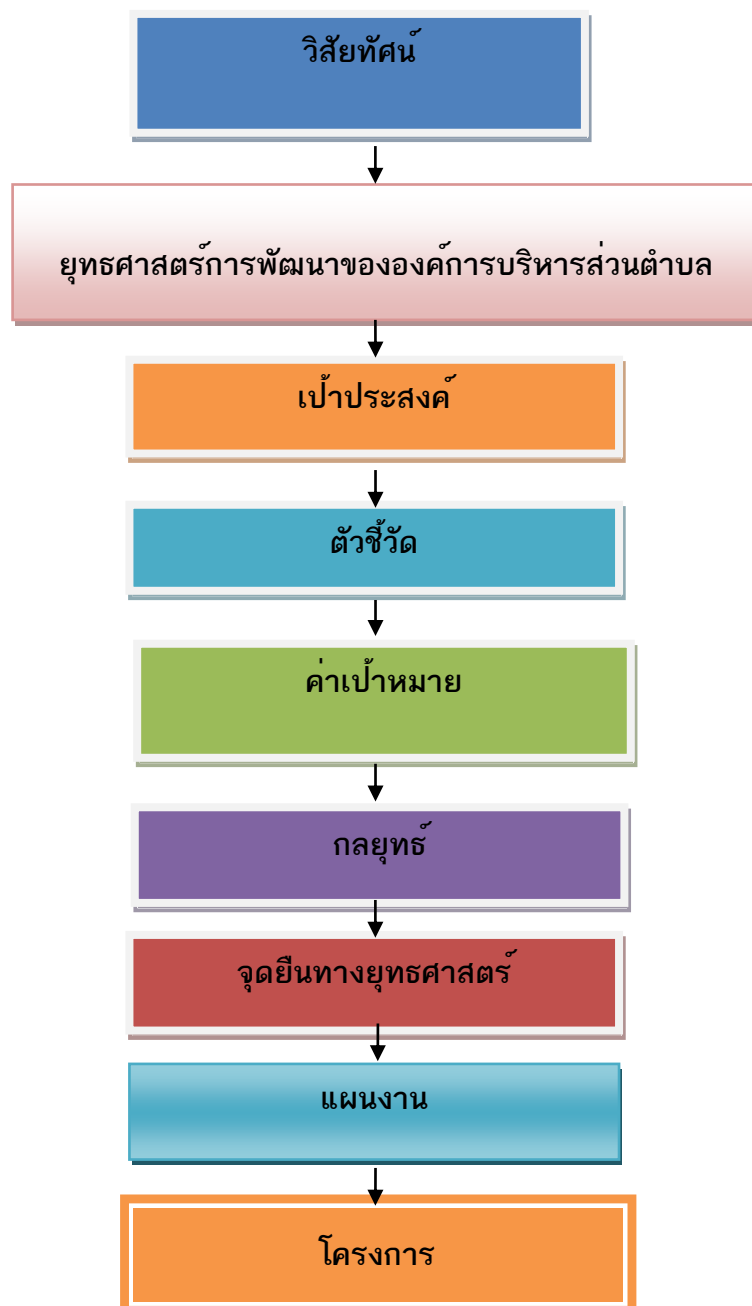 วิสัยทัศน์
ยุทธศาสตร์การพัฒนาขององค์การบริหารส่วนตำบล
เป้าประสงค์
ตัวชี้วัด
ค่าเป้าหมาย
กลยุทธ์
จุดยืนทางยุทธศาสตร์
แผนงาน
โครงการ